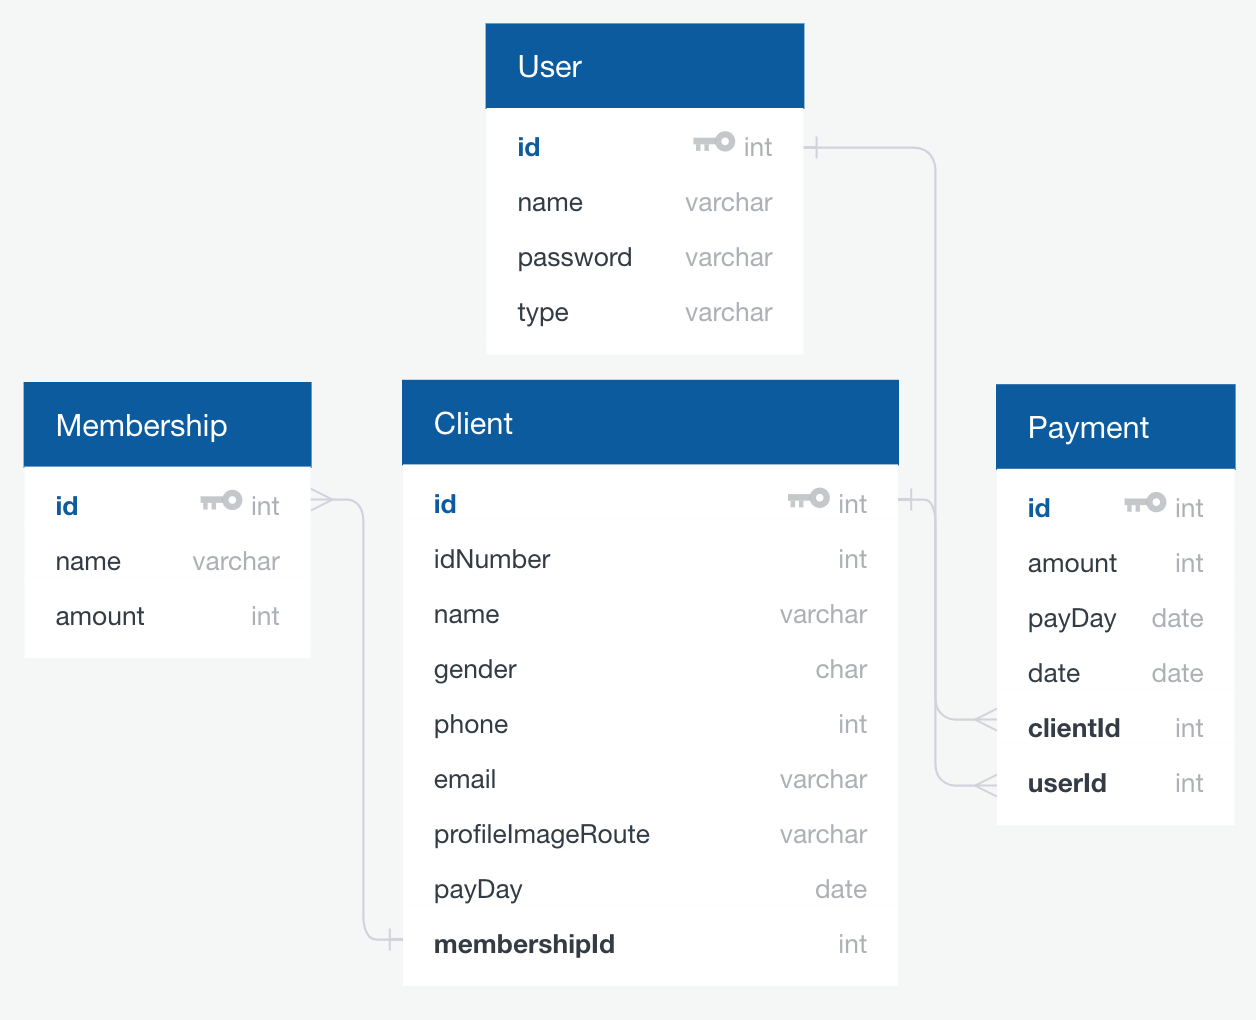 User
id int
name varchar
password varchar
type varchar
Membership
id int
name varchar
amount int
Client
id int
idNumber int
name varchar
gender char
phone int
email varchar
profileImageRoute varchar
payDay date
membershipId int
Payment
id int
amount int
payDay date
date date
clientId int
userId int